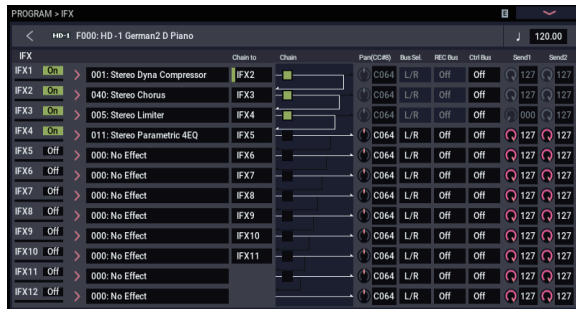 PROGRAM > IFX E
HD-1 F000: HD -1 German2 D Piano ♩ 120.00
IFX Chain to Chain Pan(CC#8) Bus Sel. REC Bus Ctrl Bus Send1 Send2
IFX1 On 001: Stereo Dyna Compressor IFX2 C064 L/R Off Off 127 127
IFX2 On 040: Stereo Chorus IFX3 C064 L/R Off Off 127 127
IFX3 On 005: Stereo Limiter IFX4 C064 L/R Off Off 000 127
IFX4 On 011: Stereo Parametric 4EQ IFX5 C064 L/R Off Off 127 127
IFX5 Off 000: No Effect IFX6 C064 L/R Off Off 127 127
IFX6 Off 000: No Effect IFX7 C064 L/R Off Off 127 127
IFX7 Off 000: No Effect IFX8 C064 L/R Off Off 127 127
IFX8 Off 000: No Effect IFX9 C064 L/R Off Off 127 127
IFX9 Off 000: No Effect IFX10 C064 L/R Off Off 127 127
IFX10 Off 000: No Effect IFX11 C064 L/R Off Off 127 127
IFX11 Off 000: No Effect C064 L/R Off Off 127 127
IFX12 Off 000: No Effect C064 L/R Off Off 127 127